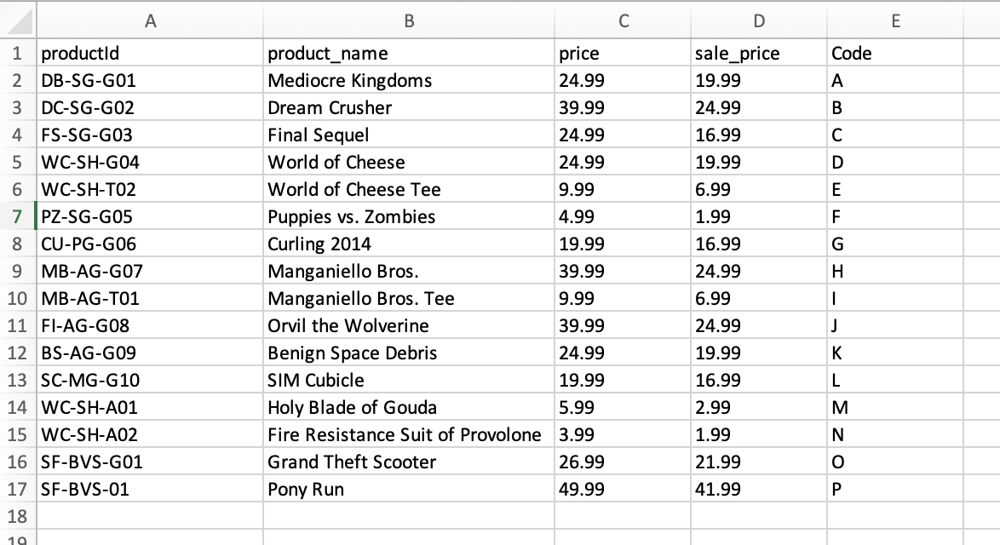 A B C D E
1 productId product_name price sale_price Code
2 DB-SG-G01 Mediocre Kingdoms 24.99 19.99 A
3 DC-SG-G02 Dream Crusher 39.99 24.99 B
4 FS-SG-G03 Final Sequel 24.99 16.99 C
5 WC-SH-G04 World of Cheese 24.99 19.99 D
6 WC-SH-T02 World of Cheese Tee 9.99 6.99 E
7 PZ-SG-G05 Puppies vs. Zombies 4.99 1.99 F
8 CU-PG-G06 Curling 2014 19.99 16.99 G
9 MB-AG-G07 Manganiello Bros. 39.99 24.99 H
10 MB-AG-T01 Manganiello Bros. Tee 9.99 6.99 I
11 FI-AG-G08 Orvil the Wolverine 39.99 24.99 J
12 BS-AG-G09 Benign Space Debris 24.99 19.99 K
13 SC-MG-G10 SIM Cubicle 19.99 16.99 L
14 WC-SH-A01 Holy Blade of Gouda 5.99 2.99 M
15 WC-SH-A02 Fire Resistance Suit of Provolone 3.99 1.99 N
16 SF-BVS-G01 Grand Theft Scooter 26.99 21.99 O
17 SF-BVS-01 Pony Run 49.99 41.99 P
18
19